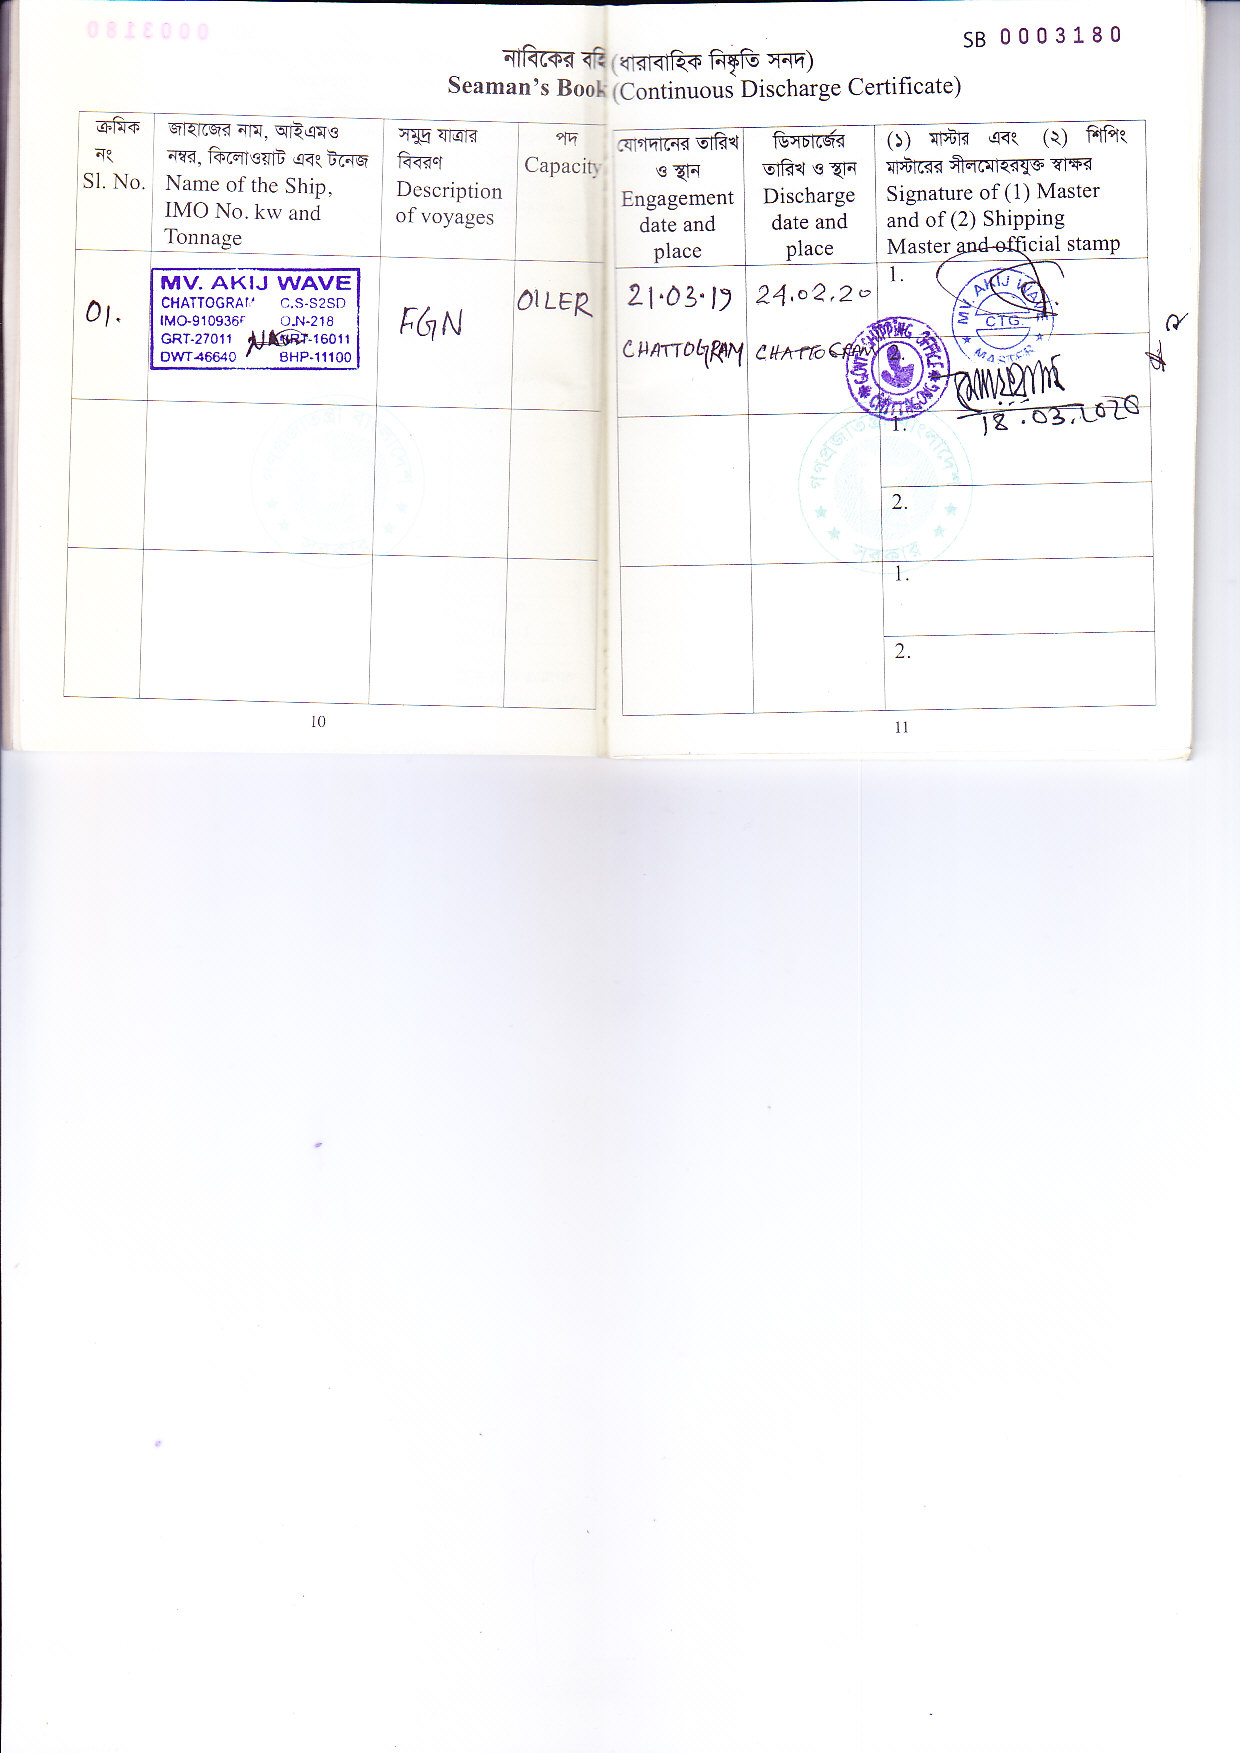 SB 0003180
নাবিকের বহি (ধারাবাহিক নিষ্কৃতি সনদ)
Seaman's Book (Continuous Discharge Certificate)
ক্রমিক
নং
Sl. No.
জাহাজের নাম, আইএমও
নম্বর, কিলোওয়াট এবং টনেজ
Name of the Ship,
IMO No. kw and
Tonnage
সমুদ্র যাত্রার
বিবরণ
Description
of voyages
পদ
Capacity
যোগদানের তারিখ
ও স্থান
Engagement
date and
place
ডিসচার্জের
তারিখ ও স্থান
Discharge
date and
place
(১) মাস্টার এবং (২) শিপিং
মাস্টারের সীলমোহরযুক্ত স্বাক্ষর
Signature of (1) Master
and of (2) Shipping
Master and official stamp
01.
MV. AKIJ WAVE
CHATTOGRAM C.S-S2SD
O.N-218
GRT-27011 NRT-16011
DWT-46640 BHP-11100
FGN
OILER
21.03.19
CHATTOGRAM
24.02.20
CHATTOGRAM
1.
MV. AKIJ WAVE
CTG.
MASTER
2.
GOVT. SHIPPING OFFICE
CHITTAGONG
18.03.2020
1.
2.
সরকার
1.
2.
10
11